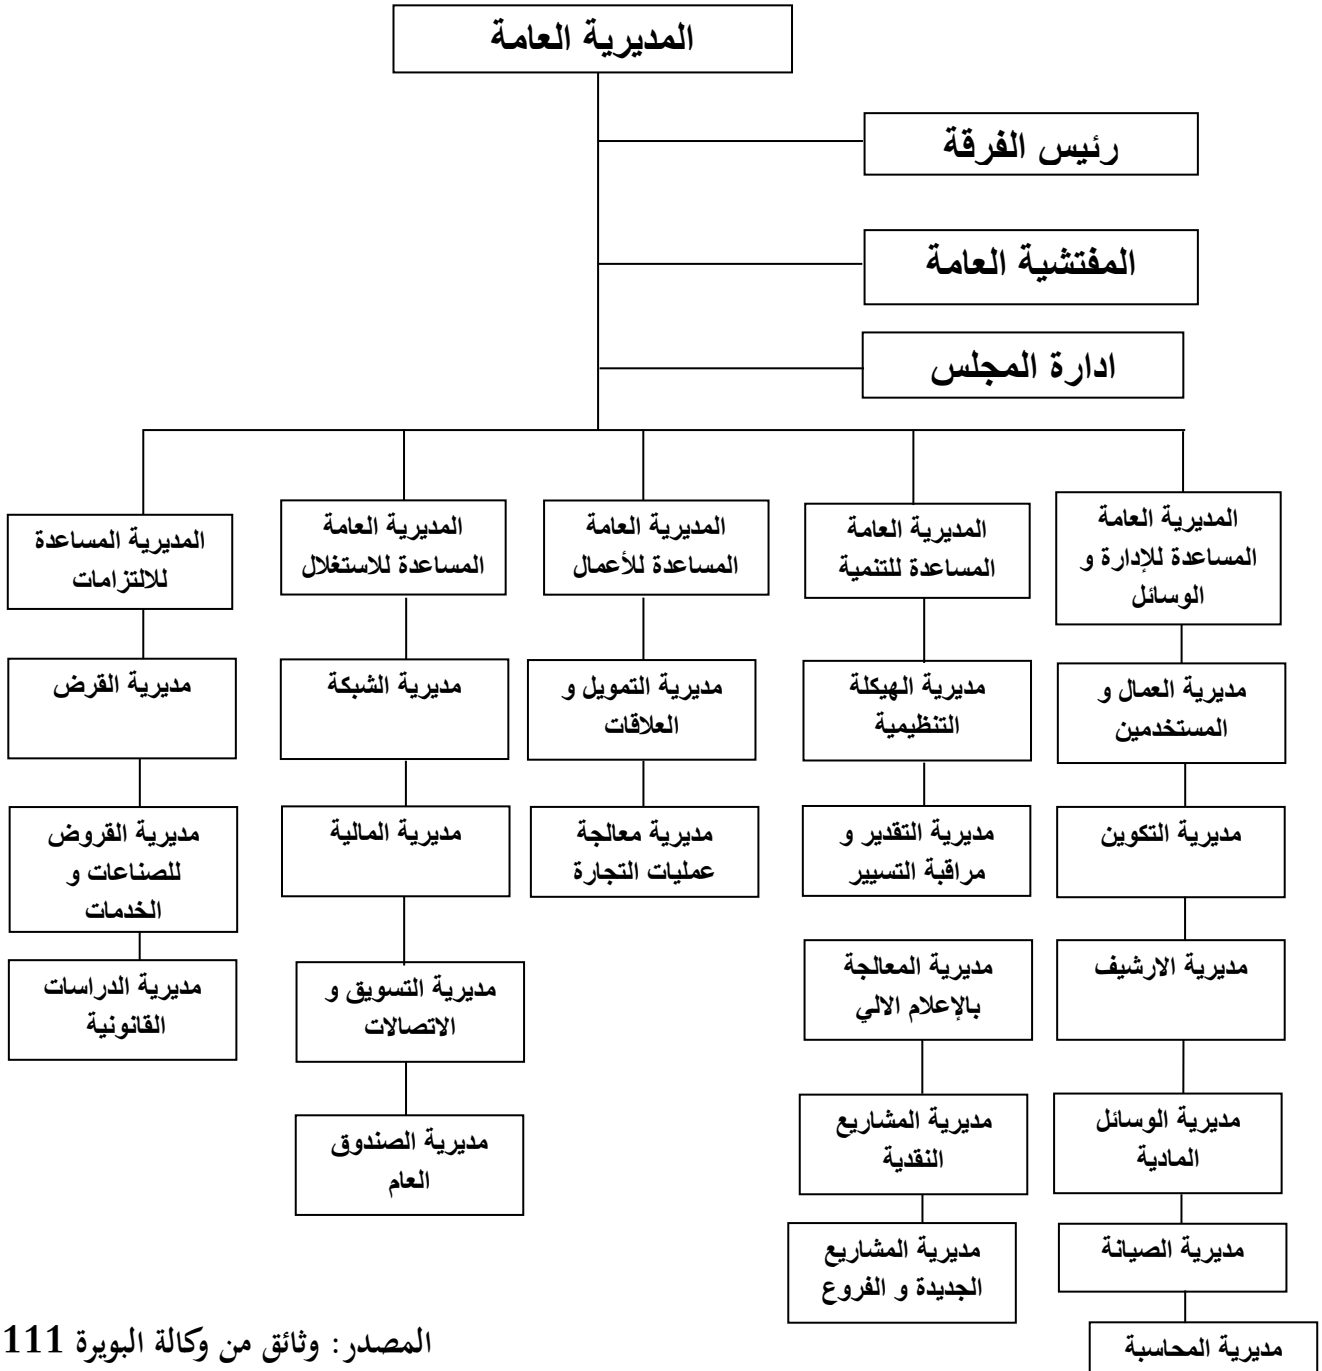 المديرية العامة
رئيس الفرقة
المفتشية العامة
ادارة المجلس
المديرية العامة
المساعدة للإدارة و
الوسائل
المديرية العامة
المساعدة للتنمية
المديرية العامة
المساعدة للأعمال
المديرية العامة
المساعدة للاستغلال
المديرية المساعدة
للالتزامات
مديرية العمال و
المستخدمين
مديرية الهيكلة
التنظيمية
مديرية التمويل و
العلاقات
مديرية الشبكة
مديرية القرض
مديرية التكوين
مديرية التقدير و
مراقبة التسيير
مديرية معالجة
عمليات التجارة
مديرية المالية
مديرية القروض
للصناعات و
الخدمات
مديرية الارشيف
مديرية المعالجة
بالإعلام الالي
مديرية التسويق و
الاتصالات
مديرية الدراسات
القانونية
مديرية الوسائل
المادية
مديرية المشاريع
النقدية
مديرية الصندوق
العام
مديرية الصيانة
مديرية المشاريع
الجديدة و الفروع
مديرية المحاسبة
المصدر: وثائق من وكالة البويرة 111